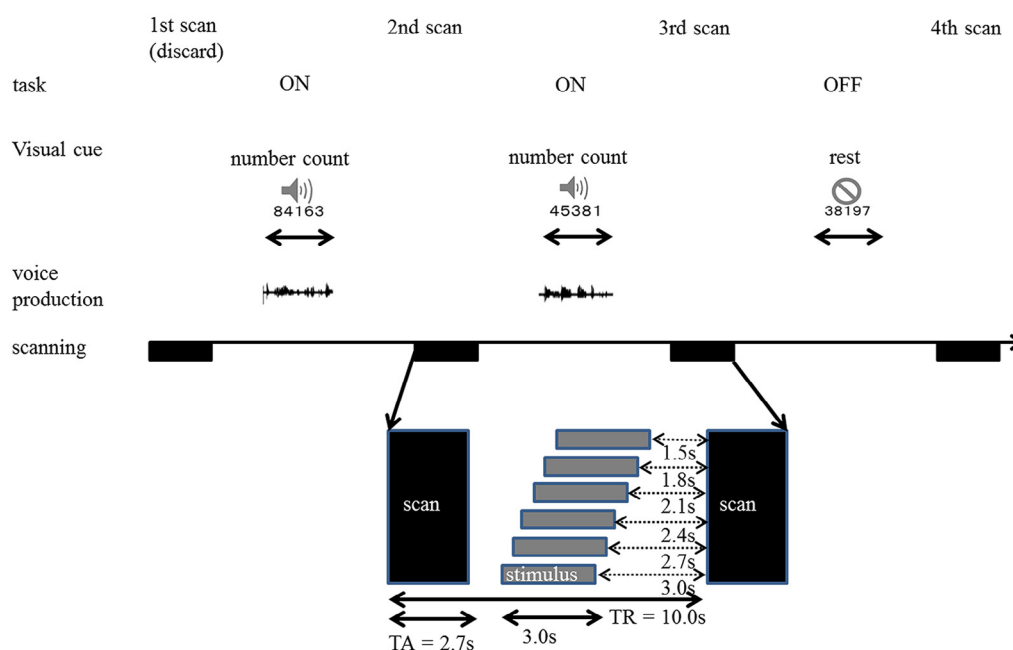 1st scan
(discard)
2nd scan
3rd scan
4th scan
task
ON
ON
OFF
Visual cue
number count
number count
rest
84163
45381
38197
voice
production
scanning
scan
scan
1.5s
1.8s
2.1s
2.4s
2.7s
stimulus
3.0s
TR = 10.0s
TA = 2.7s
3.0s